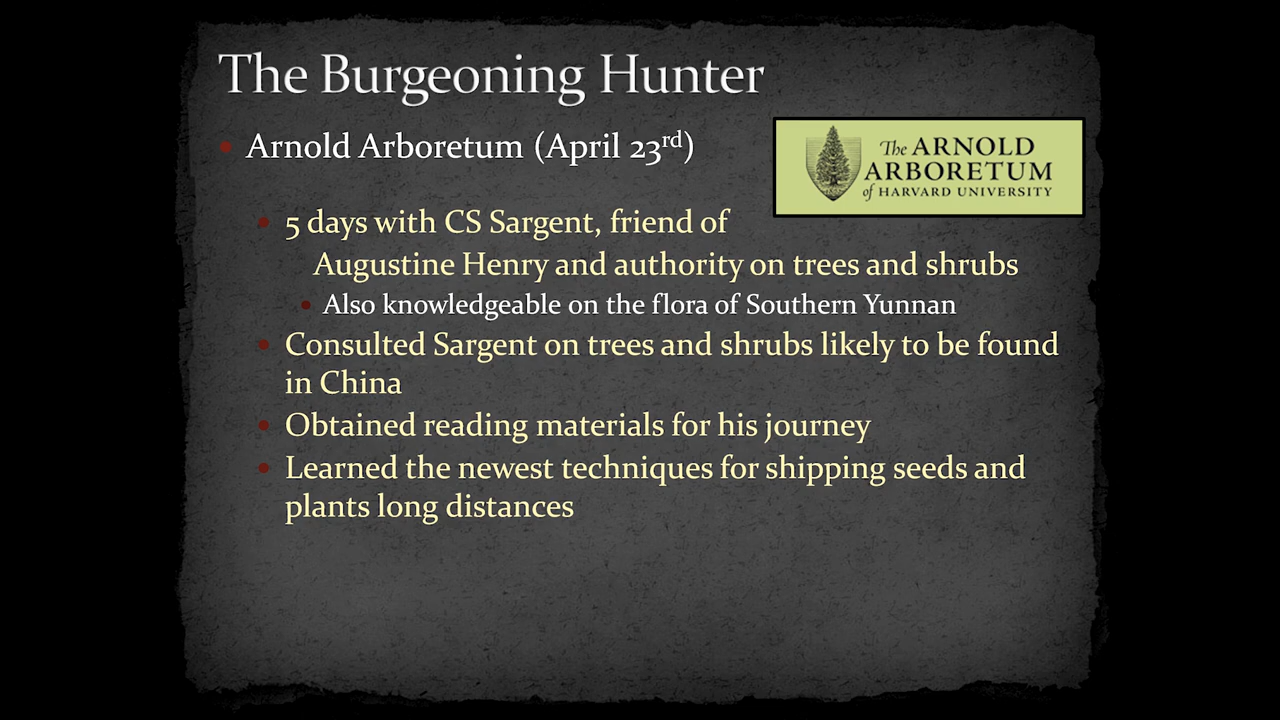 The Burgeoning Hunter
Arnold Arboretum (April 23rd)
The ARNOLD
ARBORETUM
of HARVARD UNIVERSITY
5 days with CS Sargent, friend of
Augustine Henry and authority on trees and shrubs
Also knowledgeable on the flora of Southern Yunnan
Consulted Sargent on trees and shrubs likely to be found
in China
Obtained reading materials for his journey
Learned the newest techniques for shipping seeds and
plants long distances